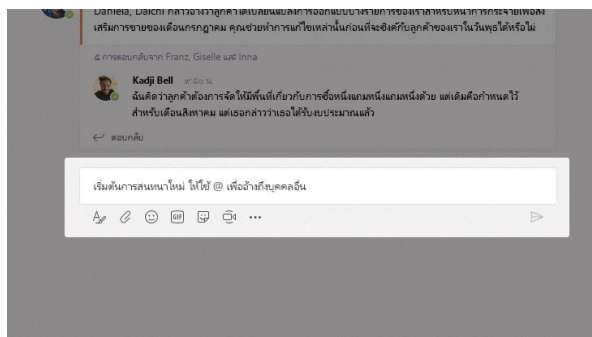 Daniela, Daichi กล่าวอ้างว่าลูกค้าได้เปลี่ยนแปลงการออกแบบบางรายการของเราสำหรับหน้าการกระจายเพื่อส่ง
เสริมการขายของเดือนกรกฎาคม คุณช่วยทำการแก้ไขเหล่านั้นก่อนที่จะซิงค์กับลูกค้าของเราในวันพุธได้หรือไม่
๕ การตอบกลับจาก Franz, Giselle และ Inna
Kadji Bell
ฉันคิดว่าลูกค้าต้องการจัดให้มีพื้นที่เกี่ยวกับการซื้อหนึ่งแถมหนึ่งแถมหนึ่งด้วย แต่เดิมคือกำหนดไว้
สำหรับเดือนสิงหาคม แต่เธอกล่าวว่าเธอได้รับงบประมาณแล้ว
ตอบกลับ
เริ่มต้นการสนทนาใหม่ ให้ใช้ @ เพื่ออ้างถึงบุคคลอื่น
GIF